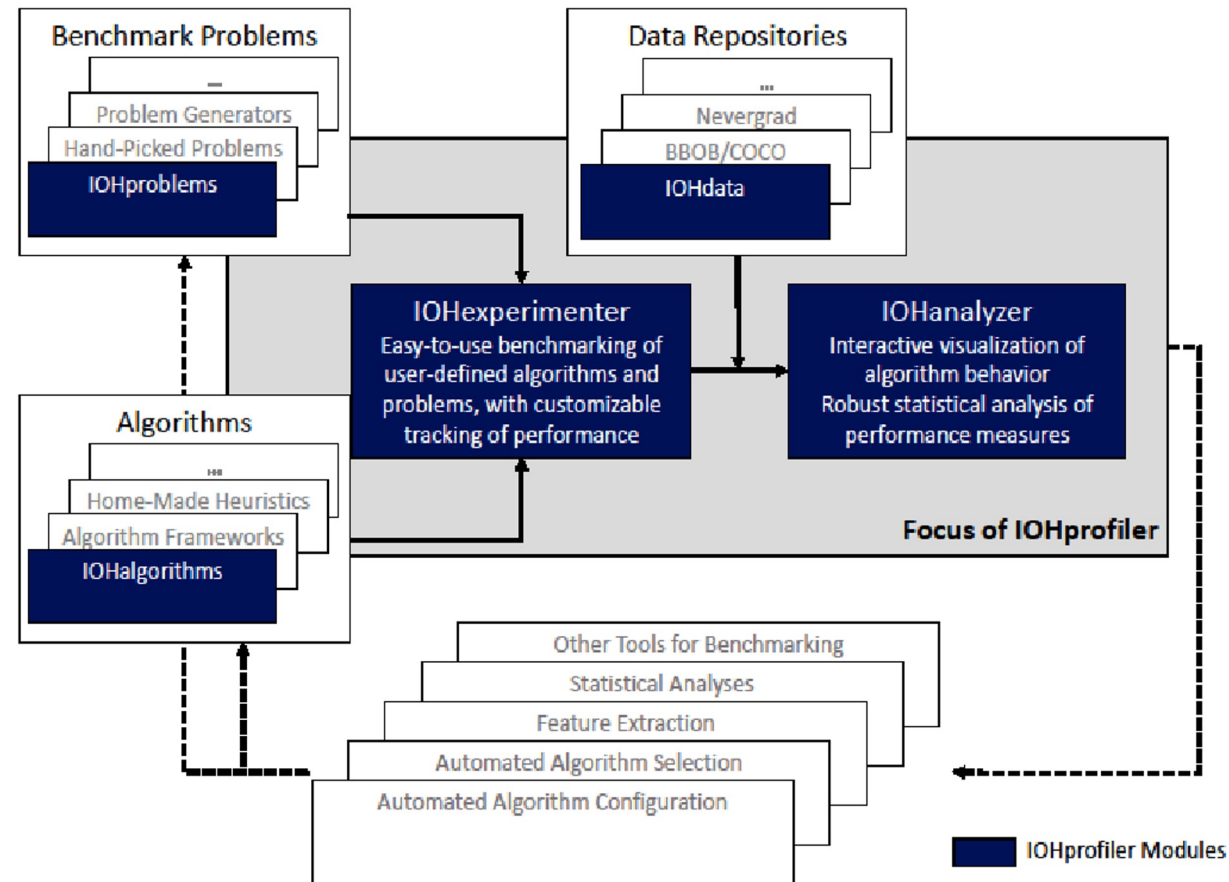 Benchmark Problems
...
Problem Generators
Hand-Picked Problems
IOHproblems
Data Repositories
...
Nevergrad
BBOB/COCO
IOHdata
IOHexperimenter
Easy-to-use benchmarking of
user-defined algorithms and
problems, with customizable
tracking of performance
IOHanalyzer
Interactive visualization of
algorithm behavior
Robust statistical analysis of
performance measures
Algorithms
...
Home-Made Heuristics
Algorithm Frameworks
IOHalgorithms
Focus of IOHprofiler
Other Tools for Benchmarking
Statistical Analyses
Feature Extraction
Automated Algorithm Selection
Automated Algorithm Configuration
IOHprofiler Modules